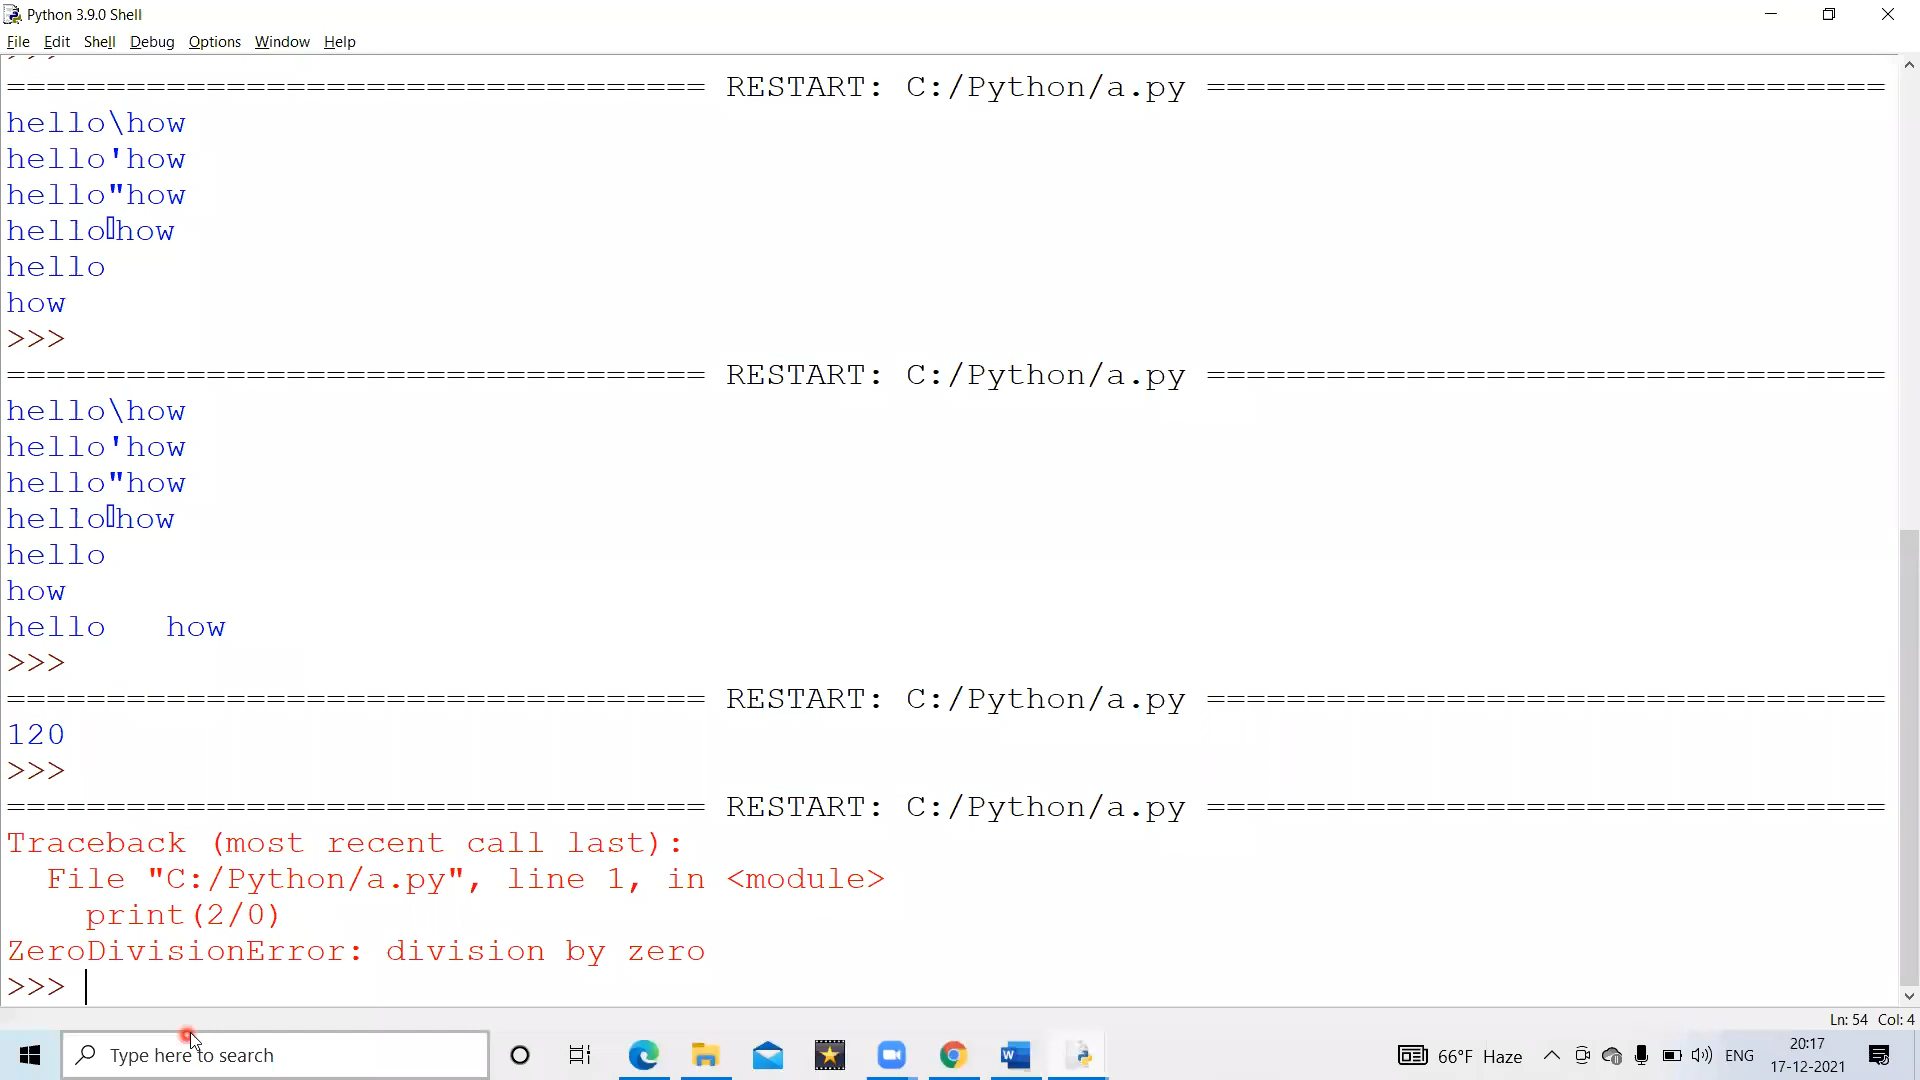 Python 3.9.0 Shell
File Edit Shell Debug Options Window Help
>>>
=================================== RESTART: C:/Python/a.py ==================================
hello\how
hello'how
hello"how
hello▯how
hello
how
>>>
=================================== RESTART: C:/Python/a.py ==================================
hello\how
hello'how
hello"how
hello▯how
hello
how
hello   how
>>>
=================================== RESTART: C:/Python/a.py ==================================
120
>>>
=================================== RESTART: C:/Python/a.py ==================================
Traceback (most recent call last):
  File "C:/Python/a.py", line 1, in <module>
    print(2/0)
ZeroDivisionError: division by zero
>>>
Ln: 54 Col: 4
Type here to search
66°F Haze
ENG
20:17
17-12-2021